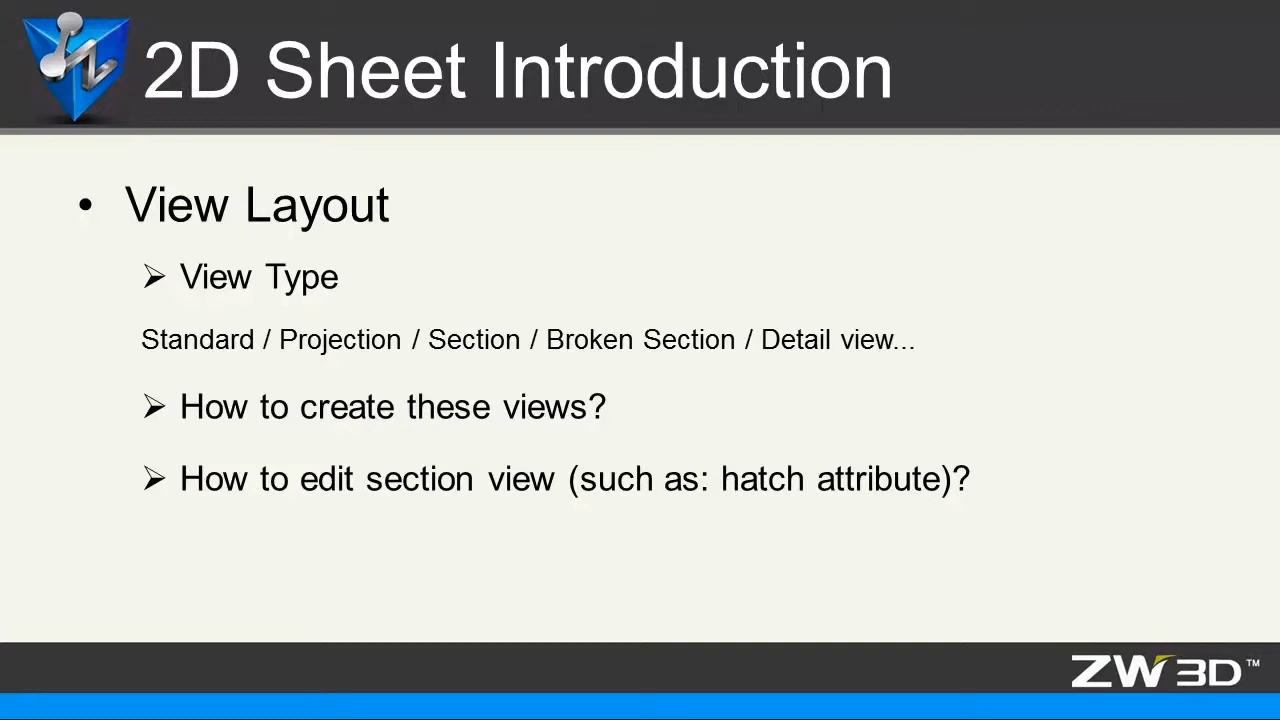 2D Sheet Introduction
• View Layout
➢ View Type
Standard / Projection / Section / Broken Section / Detail view...
➢ How to create these views?
➢ How to edit section view (such as: hatch attribute)?
ZW3D™